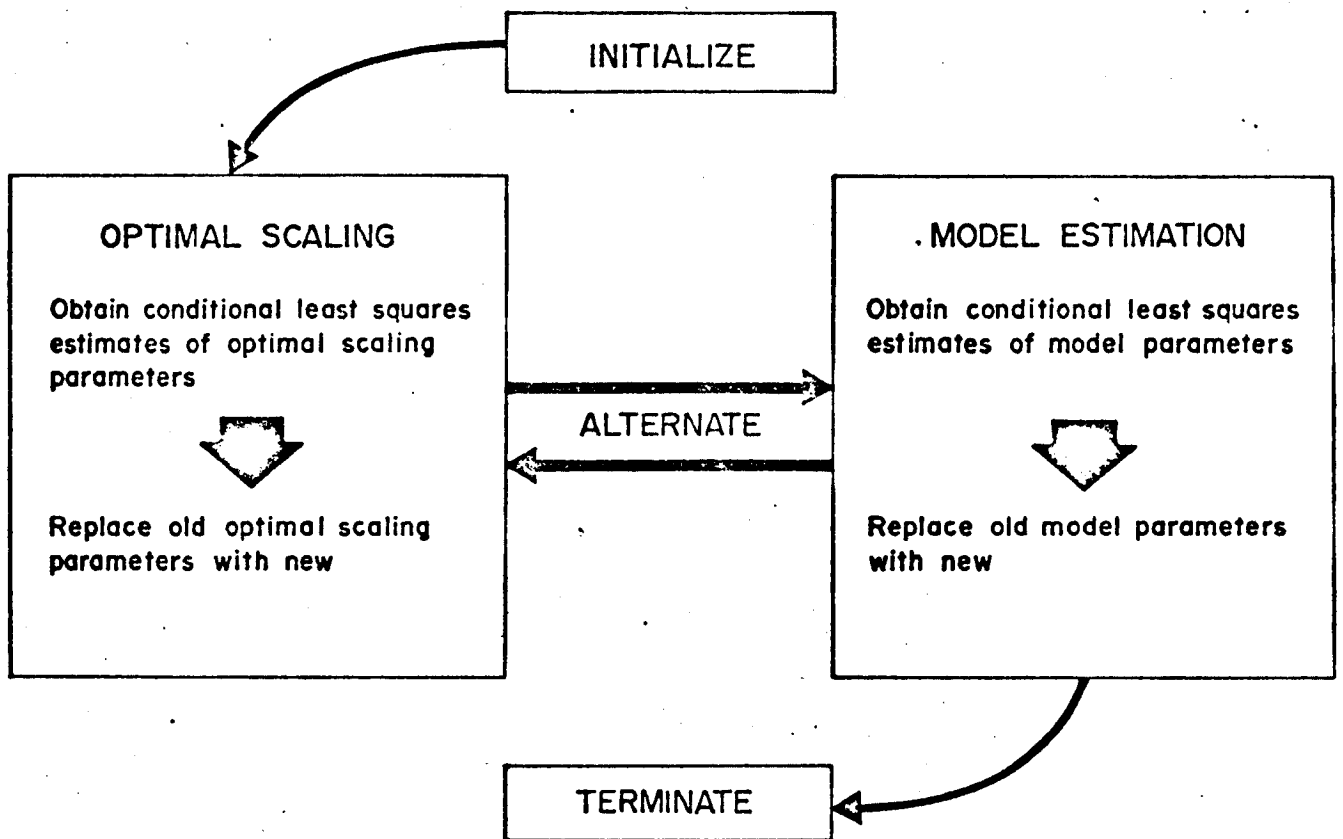 INITIALIZE
OPTIMAL SCALING
Obtain conditional least squares
estimates of optimal scaling
parameters
Replace old optimal scaling
parameters with new
ALTERNATE
MODEL ESTIMATION
Obtain conditional least squares
estimates of model parameters
Replace old model parameters
with new
TERMINATE